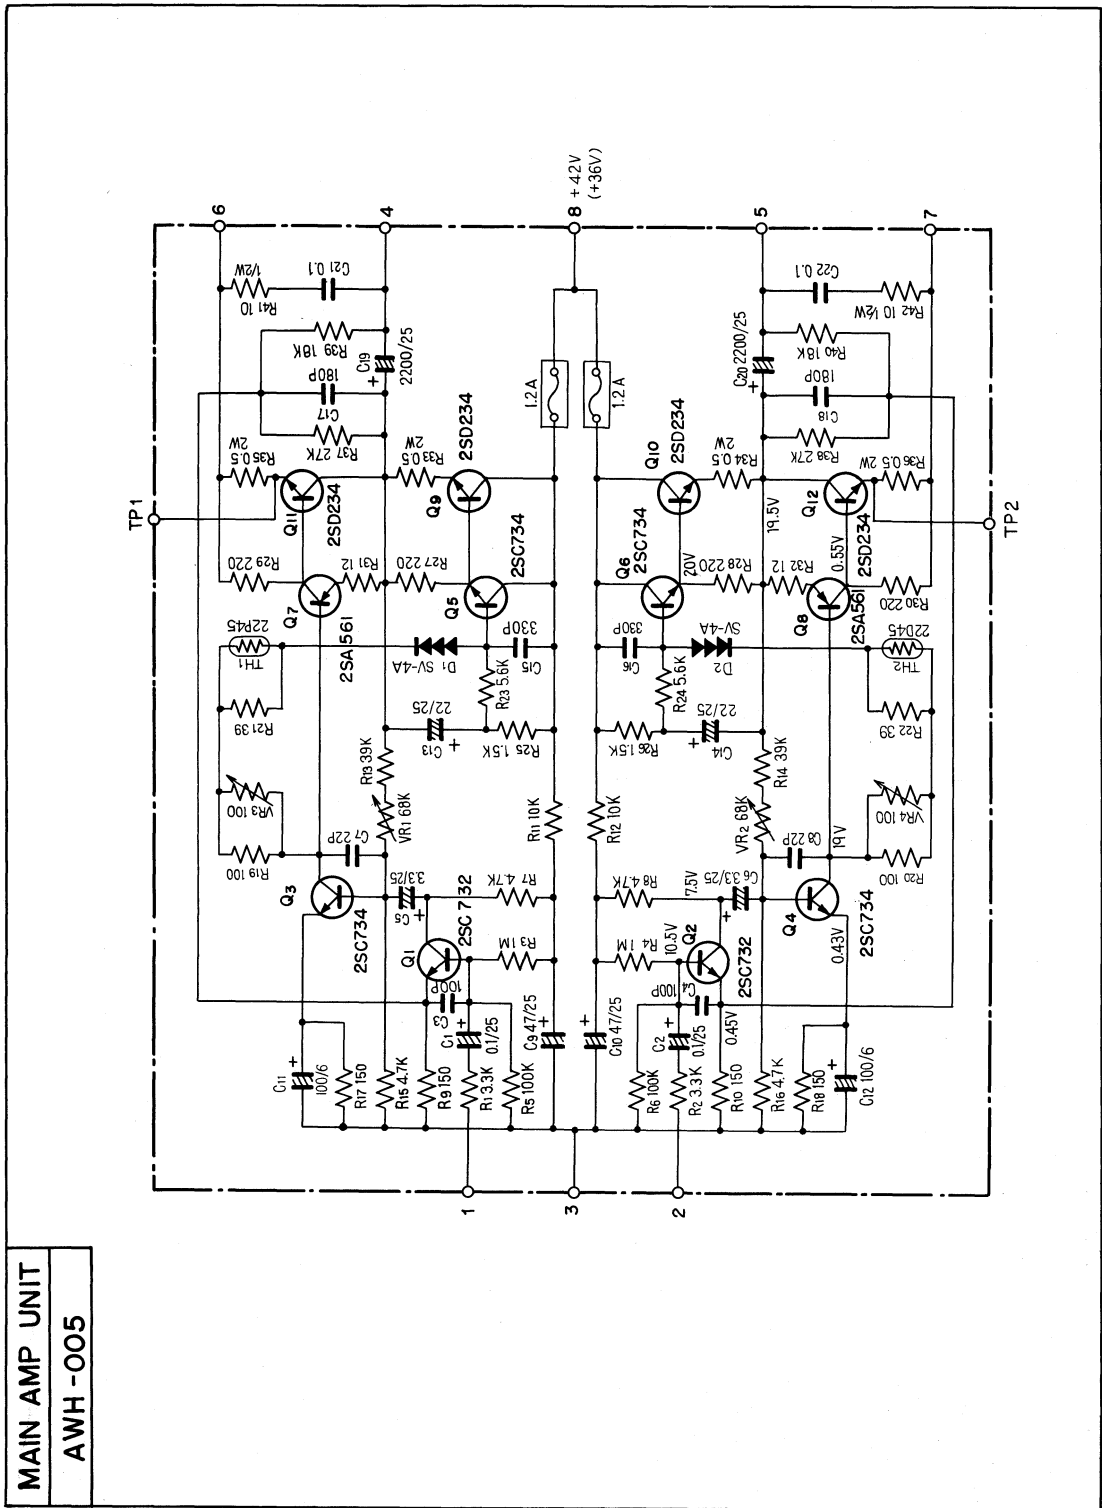 MAIN AMP UNIT
AWH-005
TP1
6
4
8 +42V
(+36V)
5
7
TP2
1
3
2
R41 10 1/2W
C21 0.1
R39 18K
C19 2200/25
+
180P
C17
R37 27K
R35 0.5 2W
Q11
2SD234
R33 0.5 2W
Q9
2SD234
1.2A
1.2A
R29 220
Q7
2SA561
R31 12
R27 220
Q5
2SC734
22D45
TH1
R21 39
D1
SV-4A
C15
330P
R23 5.6K
22/25
C13
+
R25 1.5K
VR3 100
R19 100
C7 22P
R13 39K
VR1 68K
R11 10K
Q3
2SC734
3.3/25
C5
+
R7 4.7K
2SC732
Q1
R3 1M
100P
C3
+
C1
0.1/25
C9 47/25
+
+
C11
100/6
R17 150
R15 4.7K
R9 150
R1 3.3K
R5 100K
Q10
2SD234
R34 0.5 2W
19.5V
Q12
2SD234
R36 0.5 2W
C20 2200/25
+
180P
C18
R38 27K
R40 18K
C22 0.1
R42 10 1/2W
Q6
2SC734
20V
R28 220
R32 12
0.55V
Q8
2SA561
R30 220
330P
C16
R24 5.6K
D2
SV-4A
22D45
TH2
R22 39
R26 1.5K
22/25
C14
+
R14 39K
VR2 68K
VR4 100
R20 100
R12 10K
C8 22P
19V
R8 4.7K
7.5V
C6 3.3/25
+
Q4
2SC734
0.43V
R4 1M
10.5V
Q2
2SC732
C4
100P
0.45V
C10 47/25
+
C2
+
0.1/25
R6 100K
R2 3.3K
R10 150
R16 4.7K
R18 150
C12 100/6
+